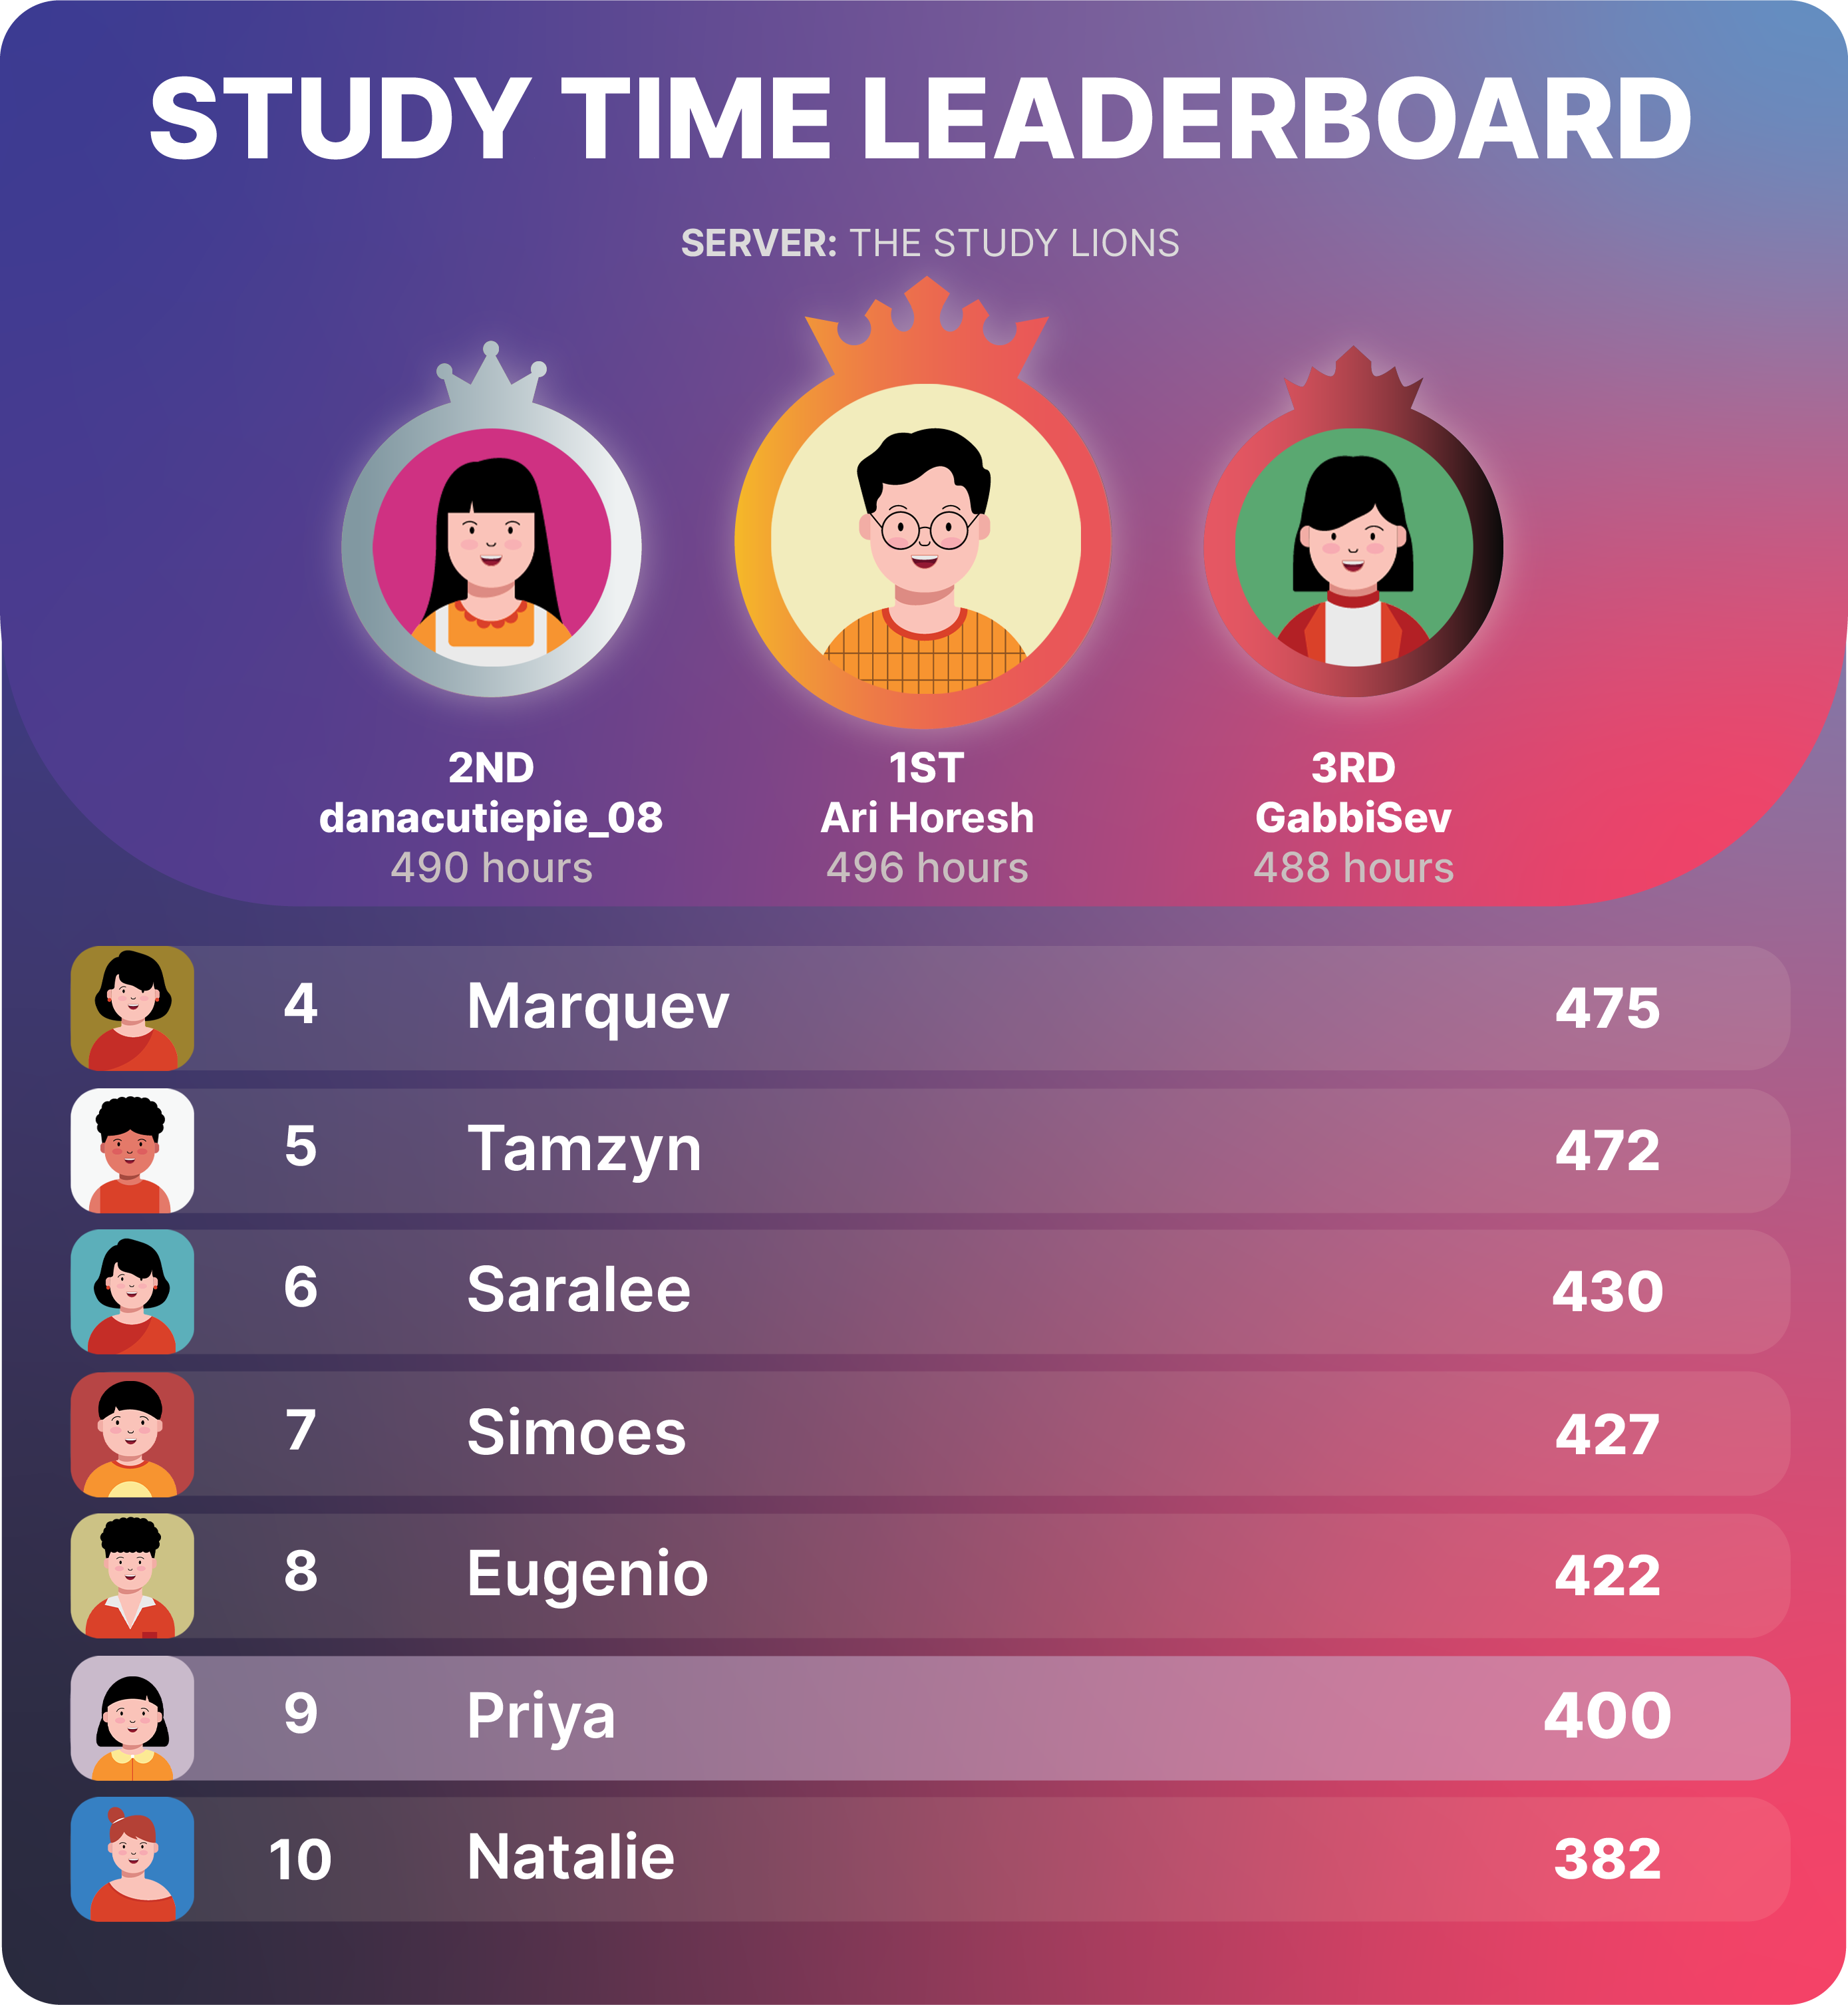 STUDY TIME LEADERBOARD
SERVER: THE STUDY LIONS
2ND
danacutiepie_08
490 hours
1ST
Ari Horesh
496 hours
3RD
GabbiSev
488 hours
4 Marquev 475
5 Tamzyn 472
6 Saralee 430
7 Simoes 427
8 Eugenio 422
9 Priya 400
10 Natalie 382